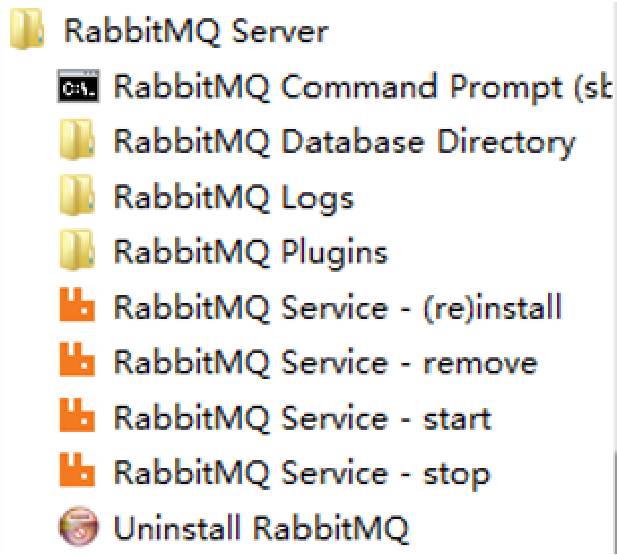 RabbitMQ Server
RabbitMQ Command Prompt (sb
RabbitMQ Database Directory
RabbitMQ Logs
RabbitMQ Plugins
RabbitMQ Service - (re)install
RabbitMQ Service - remove
RabbitMQ Service - start
RabbitMQ Service - stop
Uninstall RabbitMQ